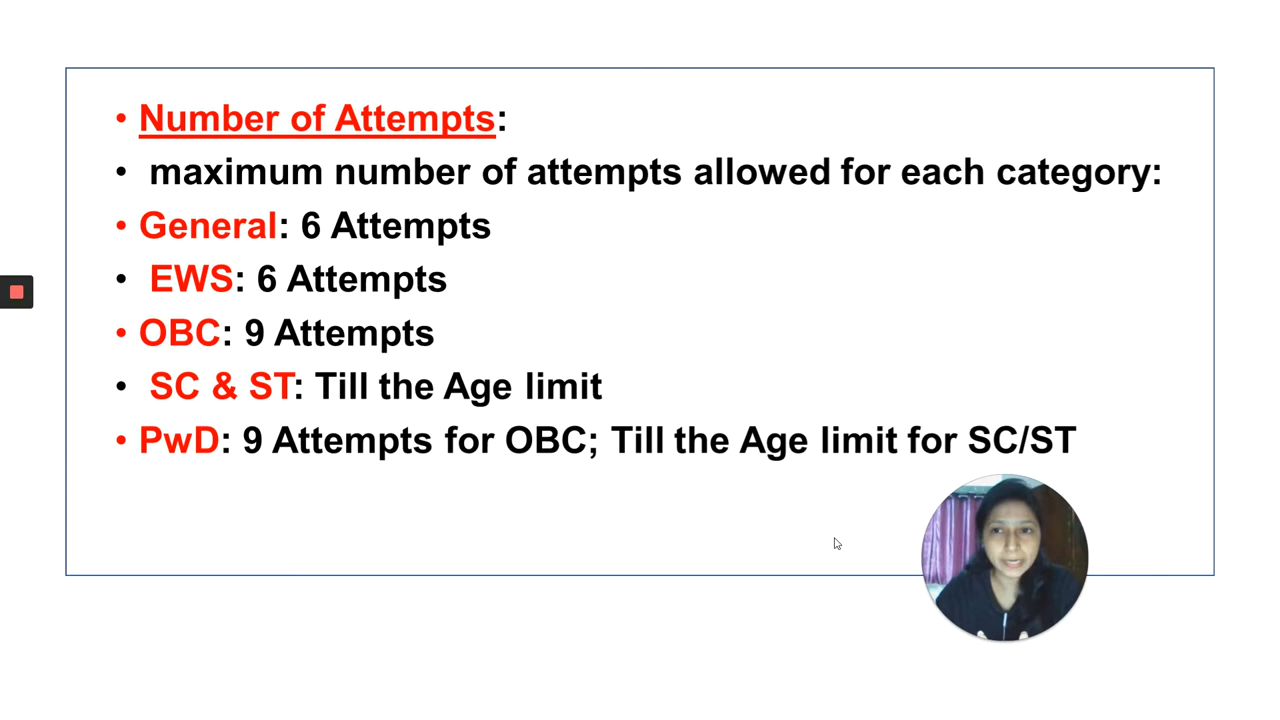 • Number of Attempts:
• maximum number of attempts allowed for each category:
• General: 6 Attempts
• EWS: 6 Attempts
• OBC: 9 Attempts
• SC & ST: Till the Age limit
• PwD: 9 Attempts for OBC; Till the Age limit for SC/ST